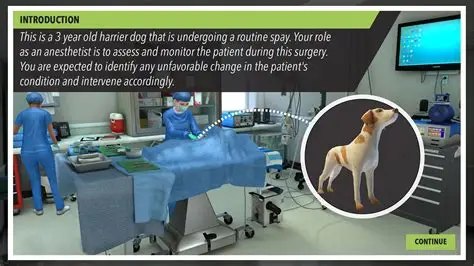 INTRODUCTION
This is a 3 year old harrier dog that is undergoing a routine spay. Your role
as an anesthetist is to assess and monitor the patient during this surgery.
You are expected to identify any unfavorable change in the patient's
condition and intervene accordingly.
CONTINUE